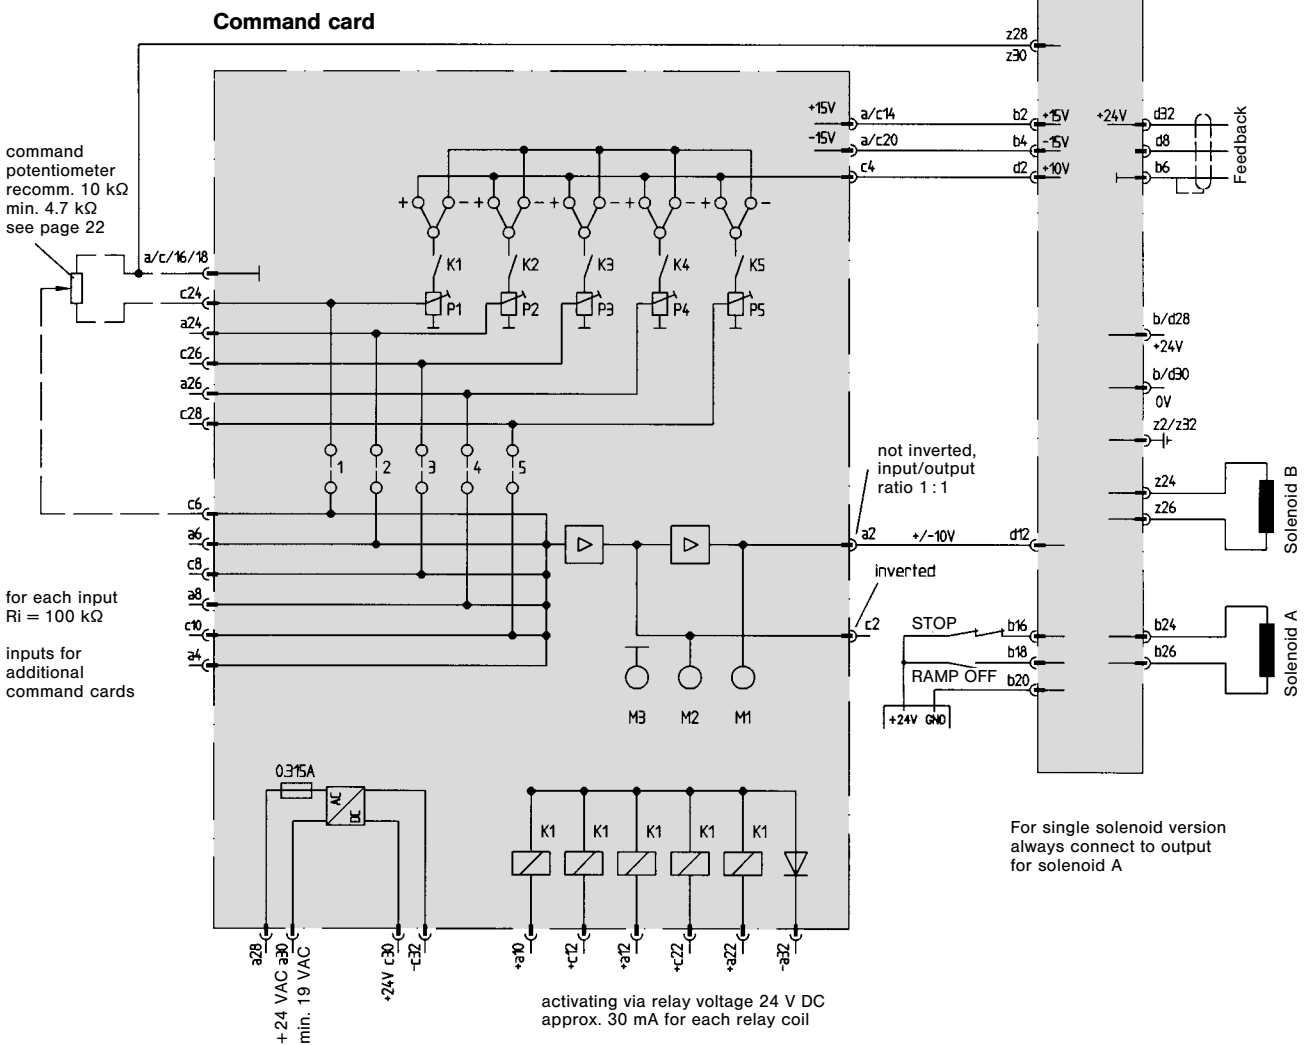 Command card
z28
z30
+15V
a/c14
b2
+15V
+24V
d32
-15V
a/c20
b4
-15V
d8
c4
d2
+10V
b6
Feedback
command
potentiometer
recomm. 10 kΩ
min. 4.7 kΩ
see page 22
+ - + - + - + - + -
a/c/16/18
K1
K2
K3
K4
K5
c24
P1
P2
P3
P4
P5
a24
c26
a26
c28
b/d28
+24V
b/d30
0V
z2/z32
1
2
3
4
5
not inverted,
input/output
ratio 1 : 1
z24
z26
Solenoid B
c6
a6
c8
a8
c10
a4
a2
+/-10V
d12
inverted
c2
for each input
Ri = 100 kΩ
inputs for
additional
command cards
STOP
b16
b18
RAMP OFF
b20
+24V GND
b24
b26
Solenoid A
M3
M2
M1
0.315A
AC
DC
K1
K1
K1
K1
K1
For single solenoid version
always connect to output
for solenoid A
a28
a30
+24 VAC
min. 19 VAC
+24V c30
-c32
+a10
+c12
+a12
+c22
+a22
-a32
activating via relay voltage 24 V DC
approx. 30 mA for each relay coil